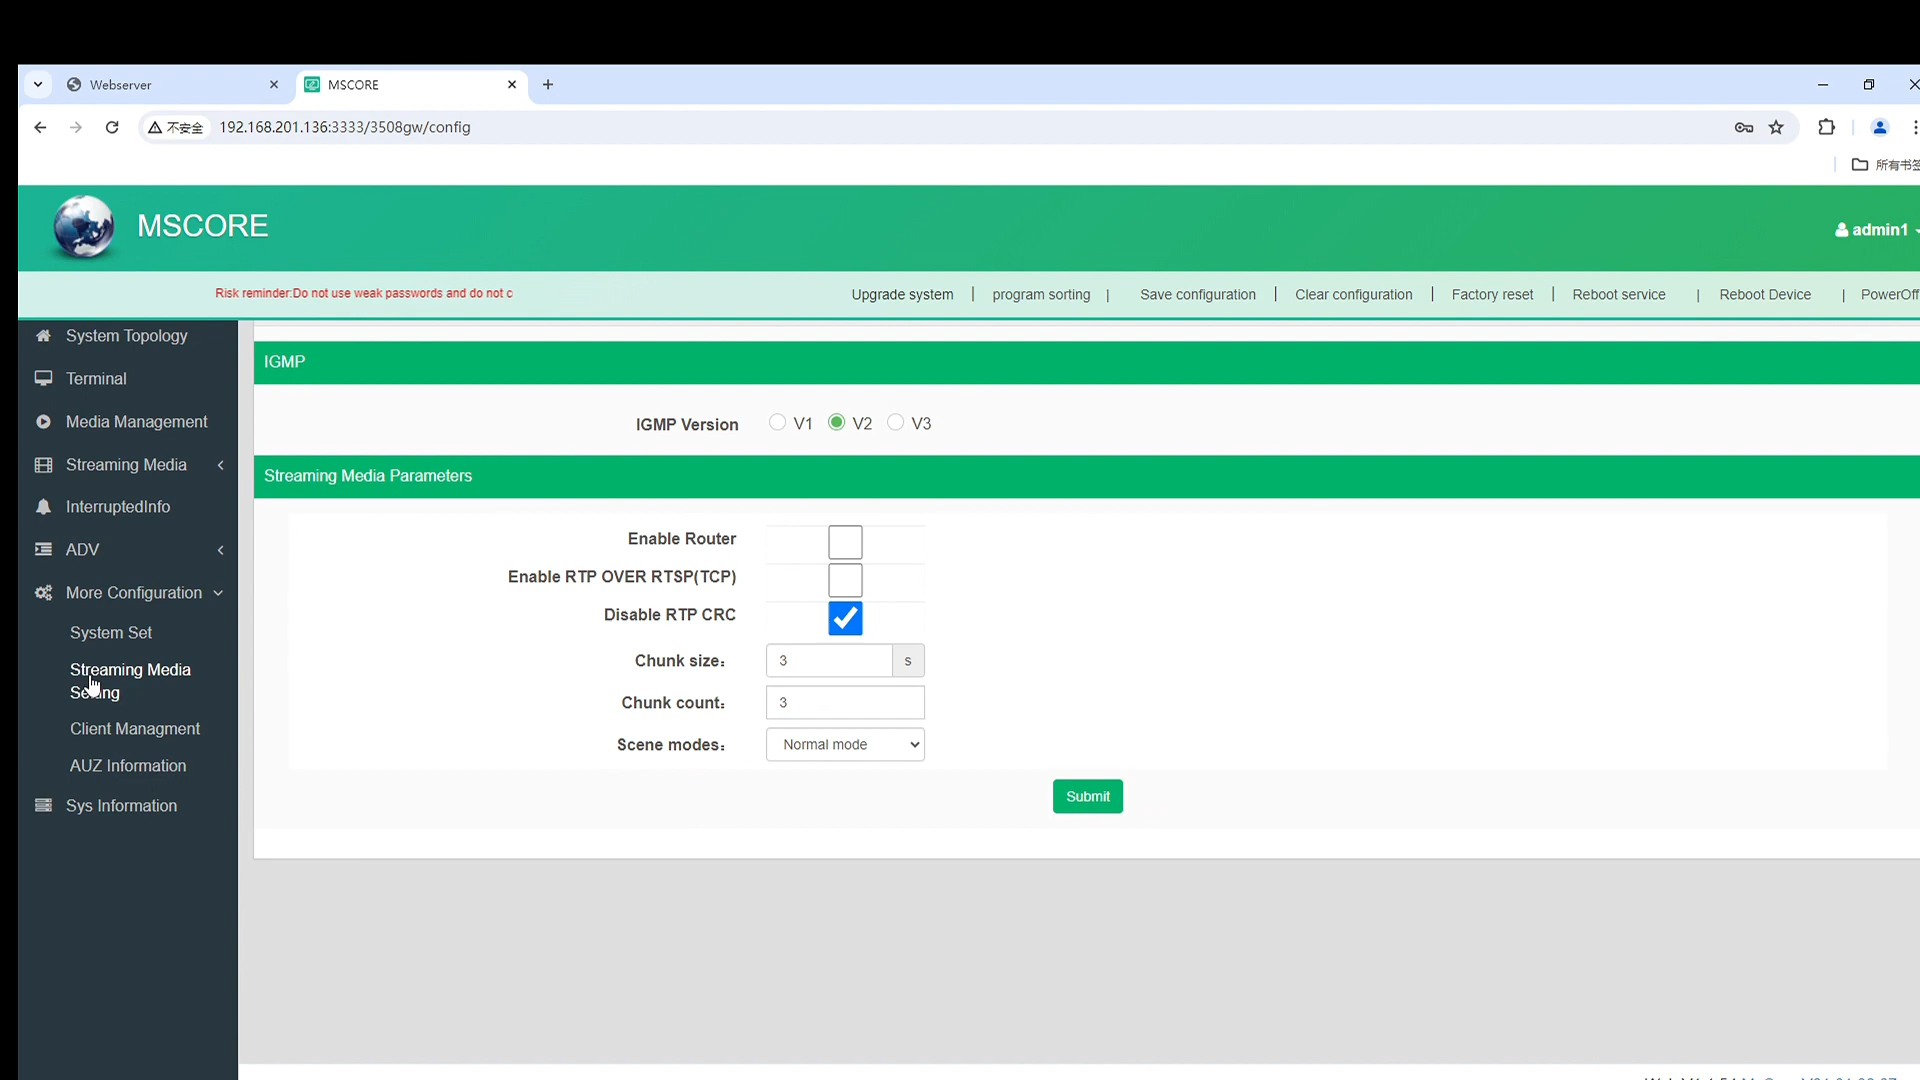 Webserver
MSCORE
不安全 192.168.201.136:3333/3508gw/config
所有书签
MSCORE
admin1
Risk reminder:Do not use weak passwords and do not c
Upgrade system | program sorting | Save configuration | Clear configuration | Factory reset | Reboot service | Reboot Device | PowerOff
System Topology
Terminal
Media Management
Streaming Media
InterruptedInfo
ADV
More Configuration
System Set
Streaming Media
Setting
Client Managment
AUZ Information
Sys Information
IGMP
IGMP Version V1 V2 V3
Streaming Media Parameters
Enable Router
Enable RTP OVER RTSP(TCP)
Disable RTP CRC
Chunk size： 3 s
Chunk count： 3
Scene modes： Normal mode
Submit